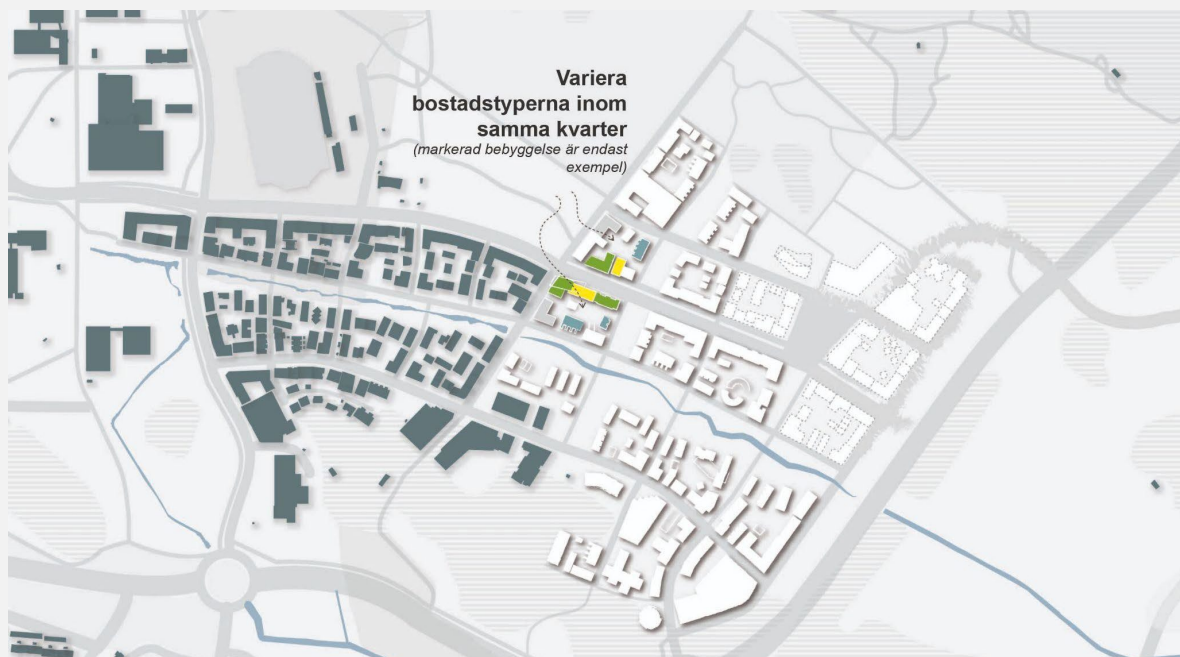 Variera
bostadstyperna inom
samma kvarter
(markerad bebyggelse är endast
exempel)